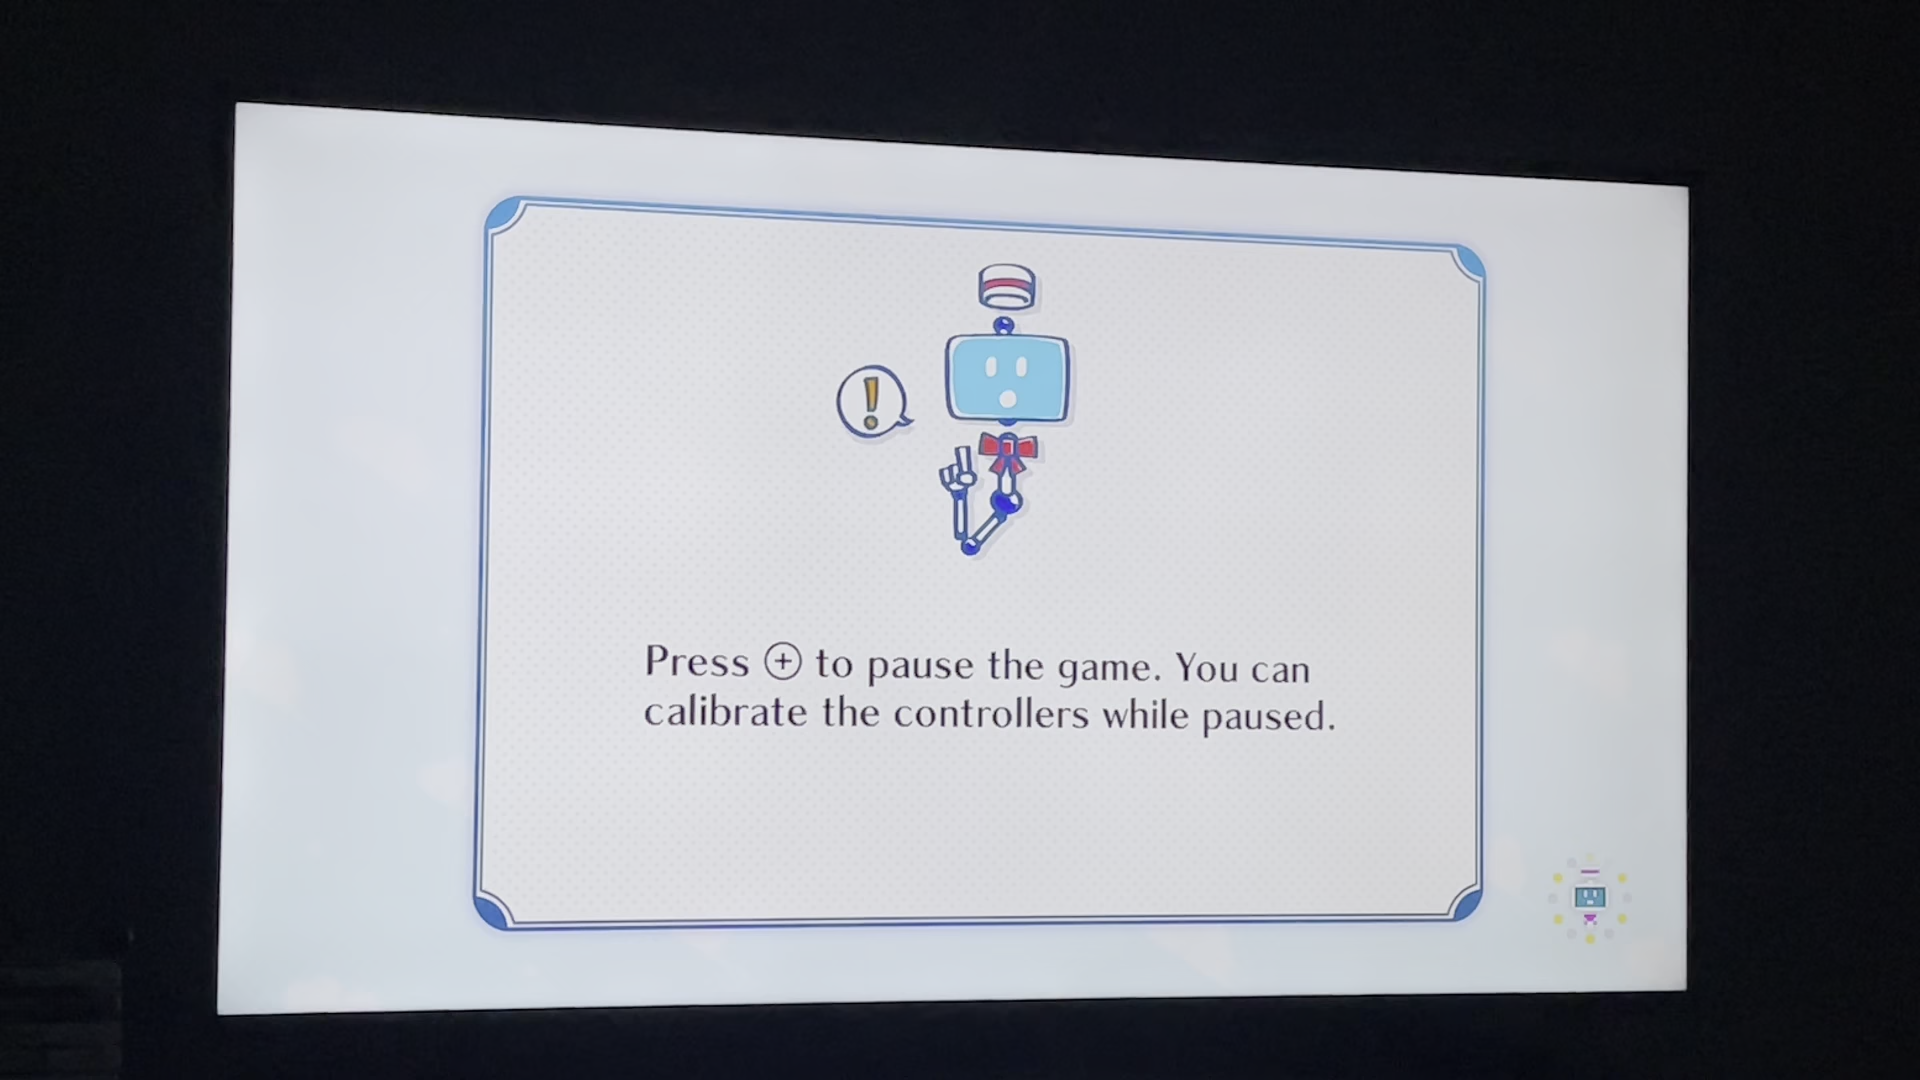 !
Press ⊕ to pause the game. You can
calibrate the controllers while paused.